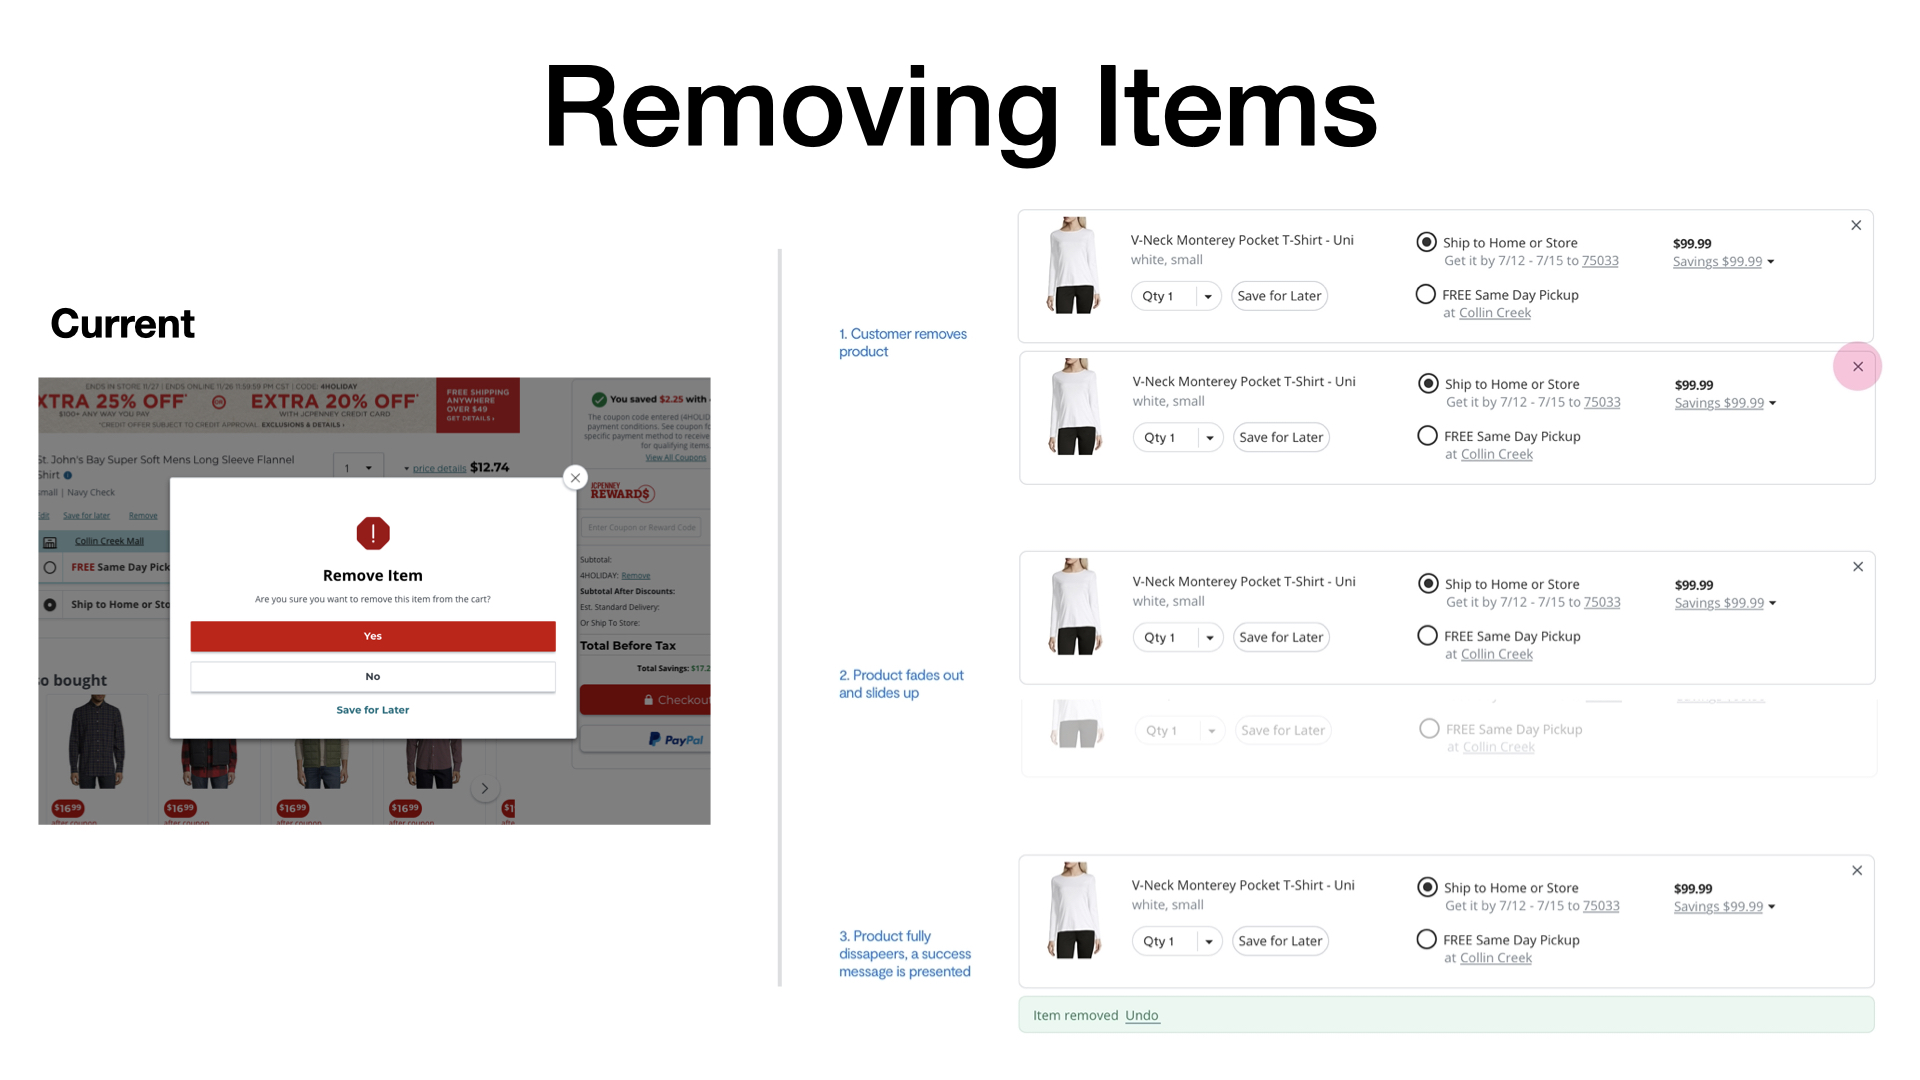 Removing Items
Current
ENDS IN STORE 11/27 | ENDS ONLINE 11/26 11:59:59 PM CST | CODE: 4HOLIDAY
XTRA 25% OFF* OR EXTRA 20% OFF*
$100+ ANY WAY YOU PAY WITH JCPENNEY CREDIT CARD
*CREDIT OFFER SUBJECT TO CREDIT APPROVAL. EXCLUSIONS & DETAILS ›
FREE SHIPPING
ANYWHERE
OVER $49
GET DETAILS ›
St. John's Bay Super Soft Mens Long Sleeve Flannel
Shirt
mall | Navy Check
1
price details $12.74
dit Save for later Remove
Collin Creek Mall
FREE Same Day Pick
Ship to Home or Sto
Remove Item
Are you sure you want to remove this item from the cart?
Yes
No
Save for Later
so bought
$16.99
after coupon
$16.99
after coupon
$16.99
after coupon
$16.99
after coupon
$1
afte
You saved $2.25 with
The coupon code entered (4HOLID
payment conditions. See coupon fo
specific payment method to receive
for qualifying items.
View All Coupons
JCPENNEY
REWARD$
Enter Coupon or Reward Code
Subtotal:
4HOLIDAY: Remove
Subtotal After Discounts:
Est. Standard Delivery:
Or Ship To Store:
Total Before Tax
Total Savings: $17.2
Checkout
PayPal
1. Customer removes
product
V-Neck Monterey Pocket T-Shirt - Uni
white, small
Qty 1
Save for Later
Ship to Home or Store
Get it by 7/12 - 7/15 to 75033
FREE Same Day Pickup
at Collin Creek
$99.99
Savings $99.99
V-Neck Monterey Pocket T-Shirt - Uni
white, small
Qty 1
Save for Later
Ship to Home or Store
Get it by 7/12 - 7/15 to 75033
FREE Same Day Pickup
at Collin Creek
$99.99
Savings $99.99
2. Product fades out
and slides up
V-Neck Monterey Pocket T-Shirt - Uni
white, small
Qty 1
Save for Later
Ship to Home or Store
Get it by 7/12 - 7/15 to 75033
FREE Same Day Pickup
at Collin Creek
$99.99
Savings $99.99
Qty 1
Save for Later
FREE Same Day Pickup
at Collin Creek
3. Product fully
dissapeers, a success
message is presented
V-Neck Monterey Pocket T-Shirt - Uni
white, small
Qty 1
Save for Later
Ship to Home or Store
Get it by 7/12 - 7/15 to 75033
FREE Same Day Pickup
at Collin Creek
$99.99
Savings $99.99
Item removed Undo